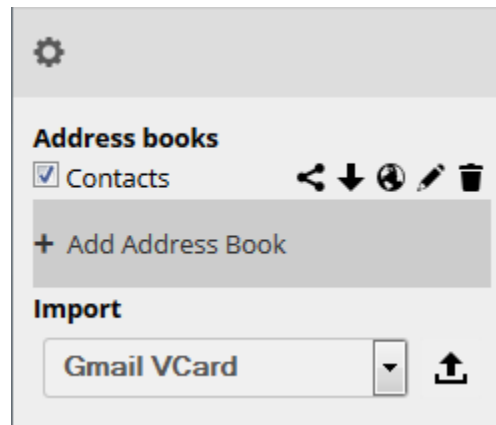 Address books
Contacts
+ Add Address Book
Import
Gmail VCard